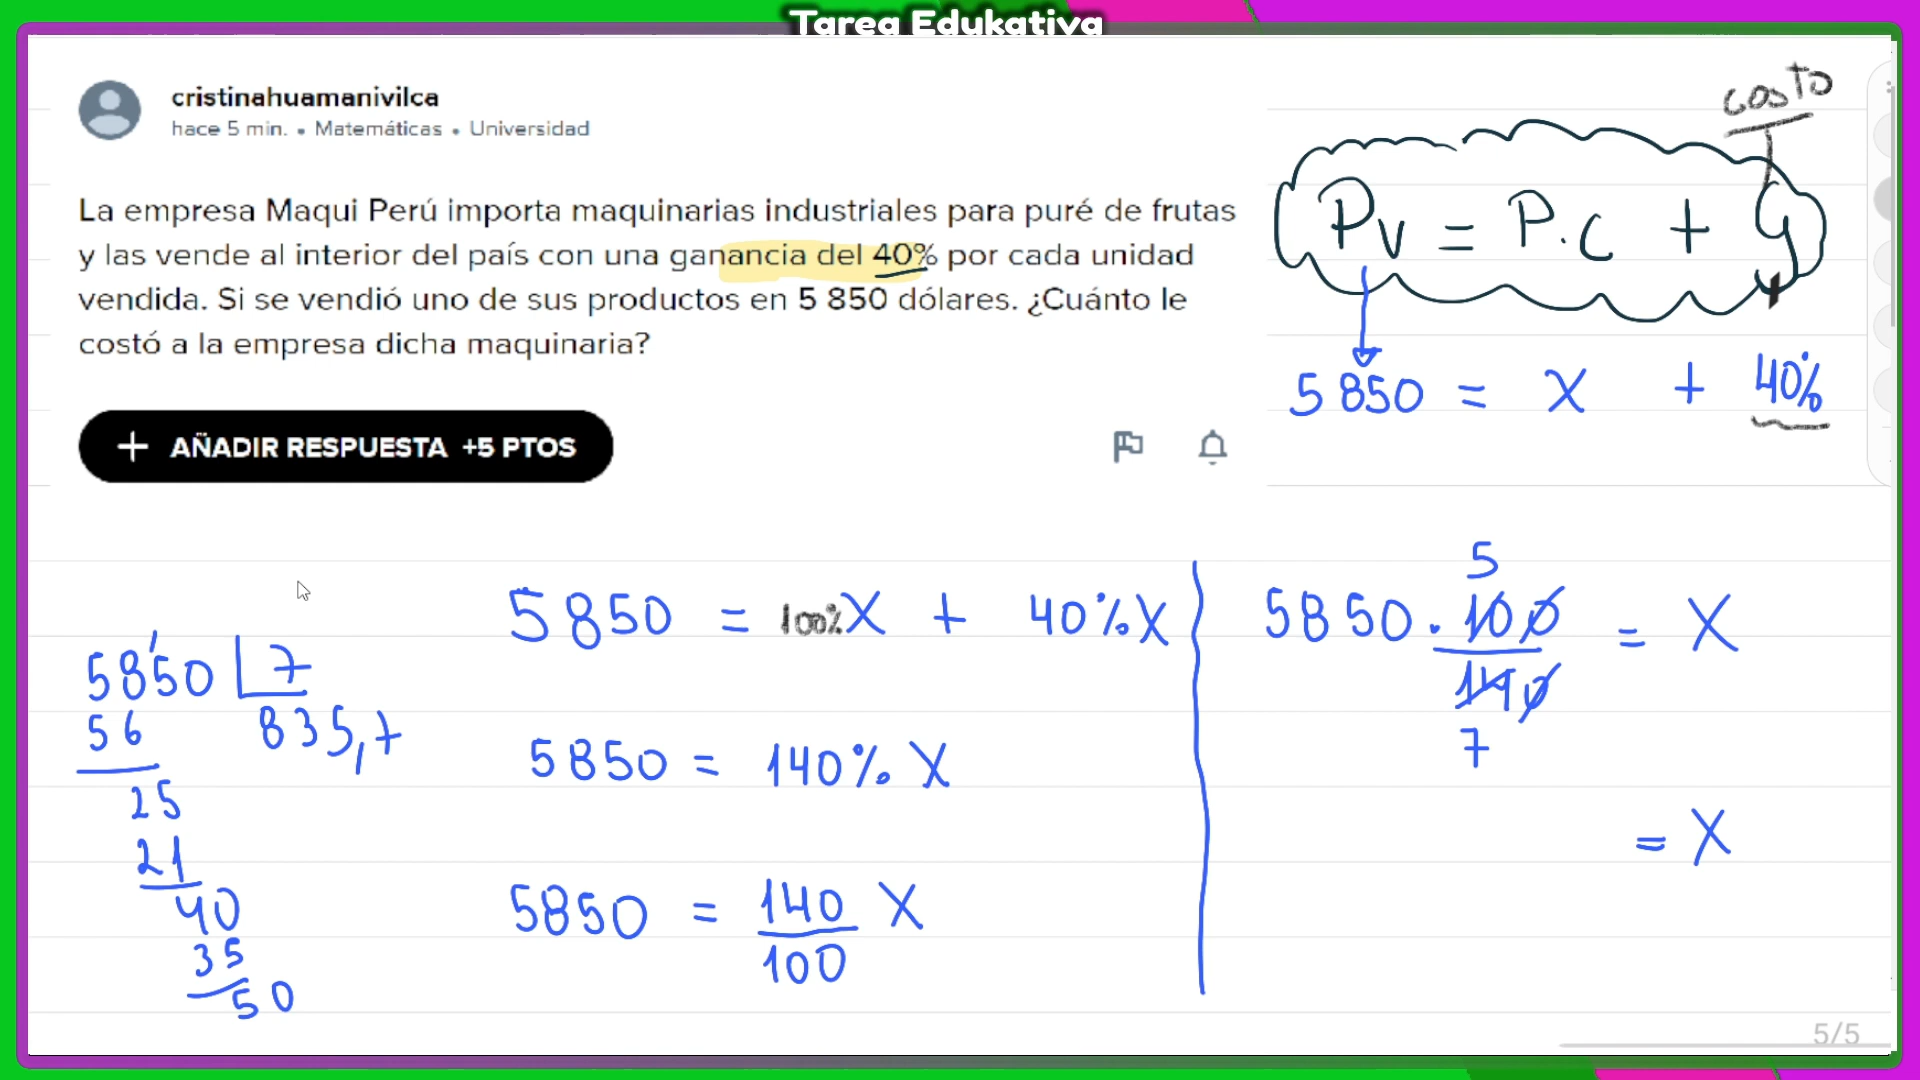 Tarea Edukativa
cristinahuamanivilca
hace 5 min. • Matemáticas • Universidad
La empresa Maqui Perú importa maquinarias industriales para puré de frutas
y las vende al interior del país con una ganancia del 40% por cada unidad
vendida. Si se vendió uno de sus productos en 5 850 dólares. ¿Cuánto le
costó a la empresa dicha maquinaria?
+ AÑADIR RESPUESTA +5 PTOS
costo
Pv = P.C + g
5850 = X + 40%
5850 = 100%X + 40%X
5850 = 140% X
5850 = 140 X
100
5
5850 . 100 = X
140
7
= X
5850 7
56 835,7
25
21
40
35
50
5/5